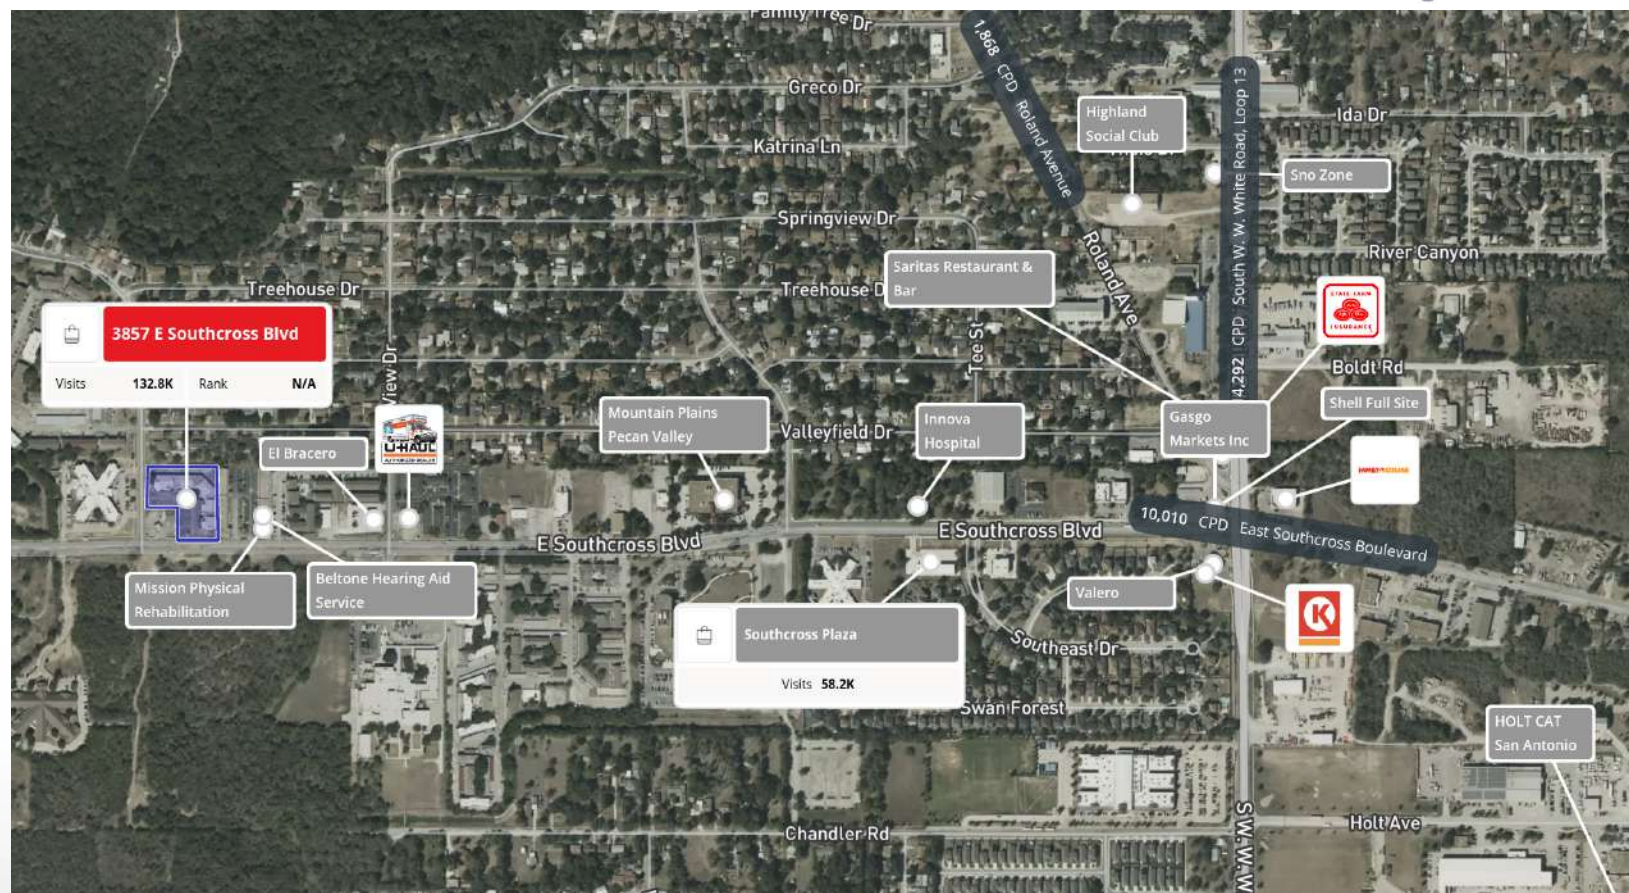 Family Tree Dr
1,868 CPD Roland Avenue
Greco Dr
Highland
Social Club
Ida Dr
Katrina Ln
Sno Zone
4,292 CPD South W. W. White Road, Loop 13
Springview Dr
Roland Ave
River Canyon
Saritas Restaurant &
Bar
Treehouse Dr
Treehouse D
STATE FARM
INSURANCE
3857 E Southcross Blvd
Visits 132.8K Rank N/A
View Dr
Tee St
Boldt Rd
Shell Full Site
Mountain Plains
Pecan Valley
Innova
Hospital
Gasgo
Markets Inc
Valleyfield Dr
El Bracero
U-HAUL
FAMILY DOLLAR
10,010 CPD East Southcross Boulevard
E Southcross Blvd
E Southcross Blvd
Mission Physical
Rehabilitation
Beltone Hearing Aid
Service
Valero
K
Southcross Plaza
Visits 58.2K
Southeast Dr
Swan Forest
HOLT CAT
San Antonio
Chandler Rd
Holt Ave
S.W. W. W